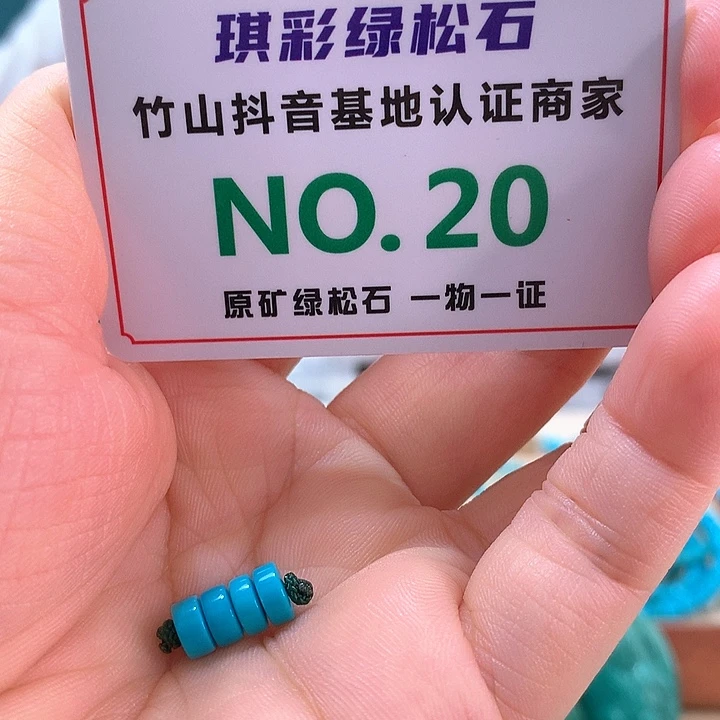 琪彩绿松石
竹山抖音基地认证商家
NO.20
原矿绿松石 一物一证